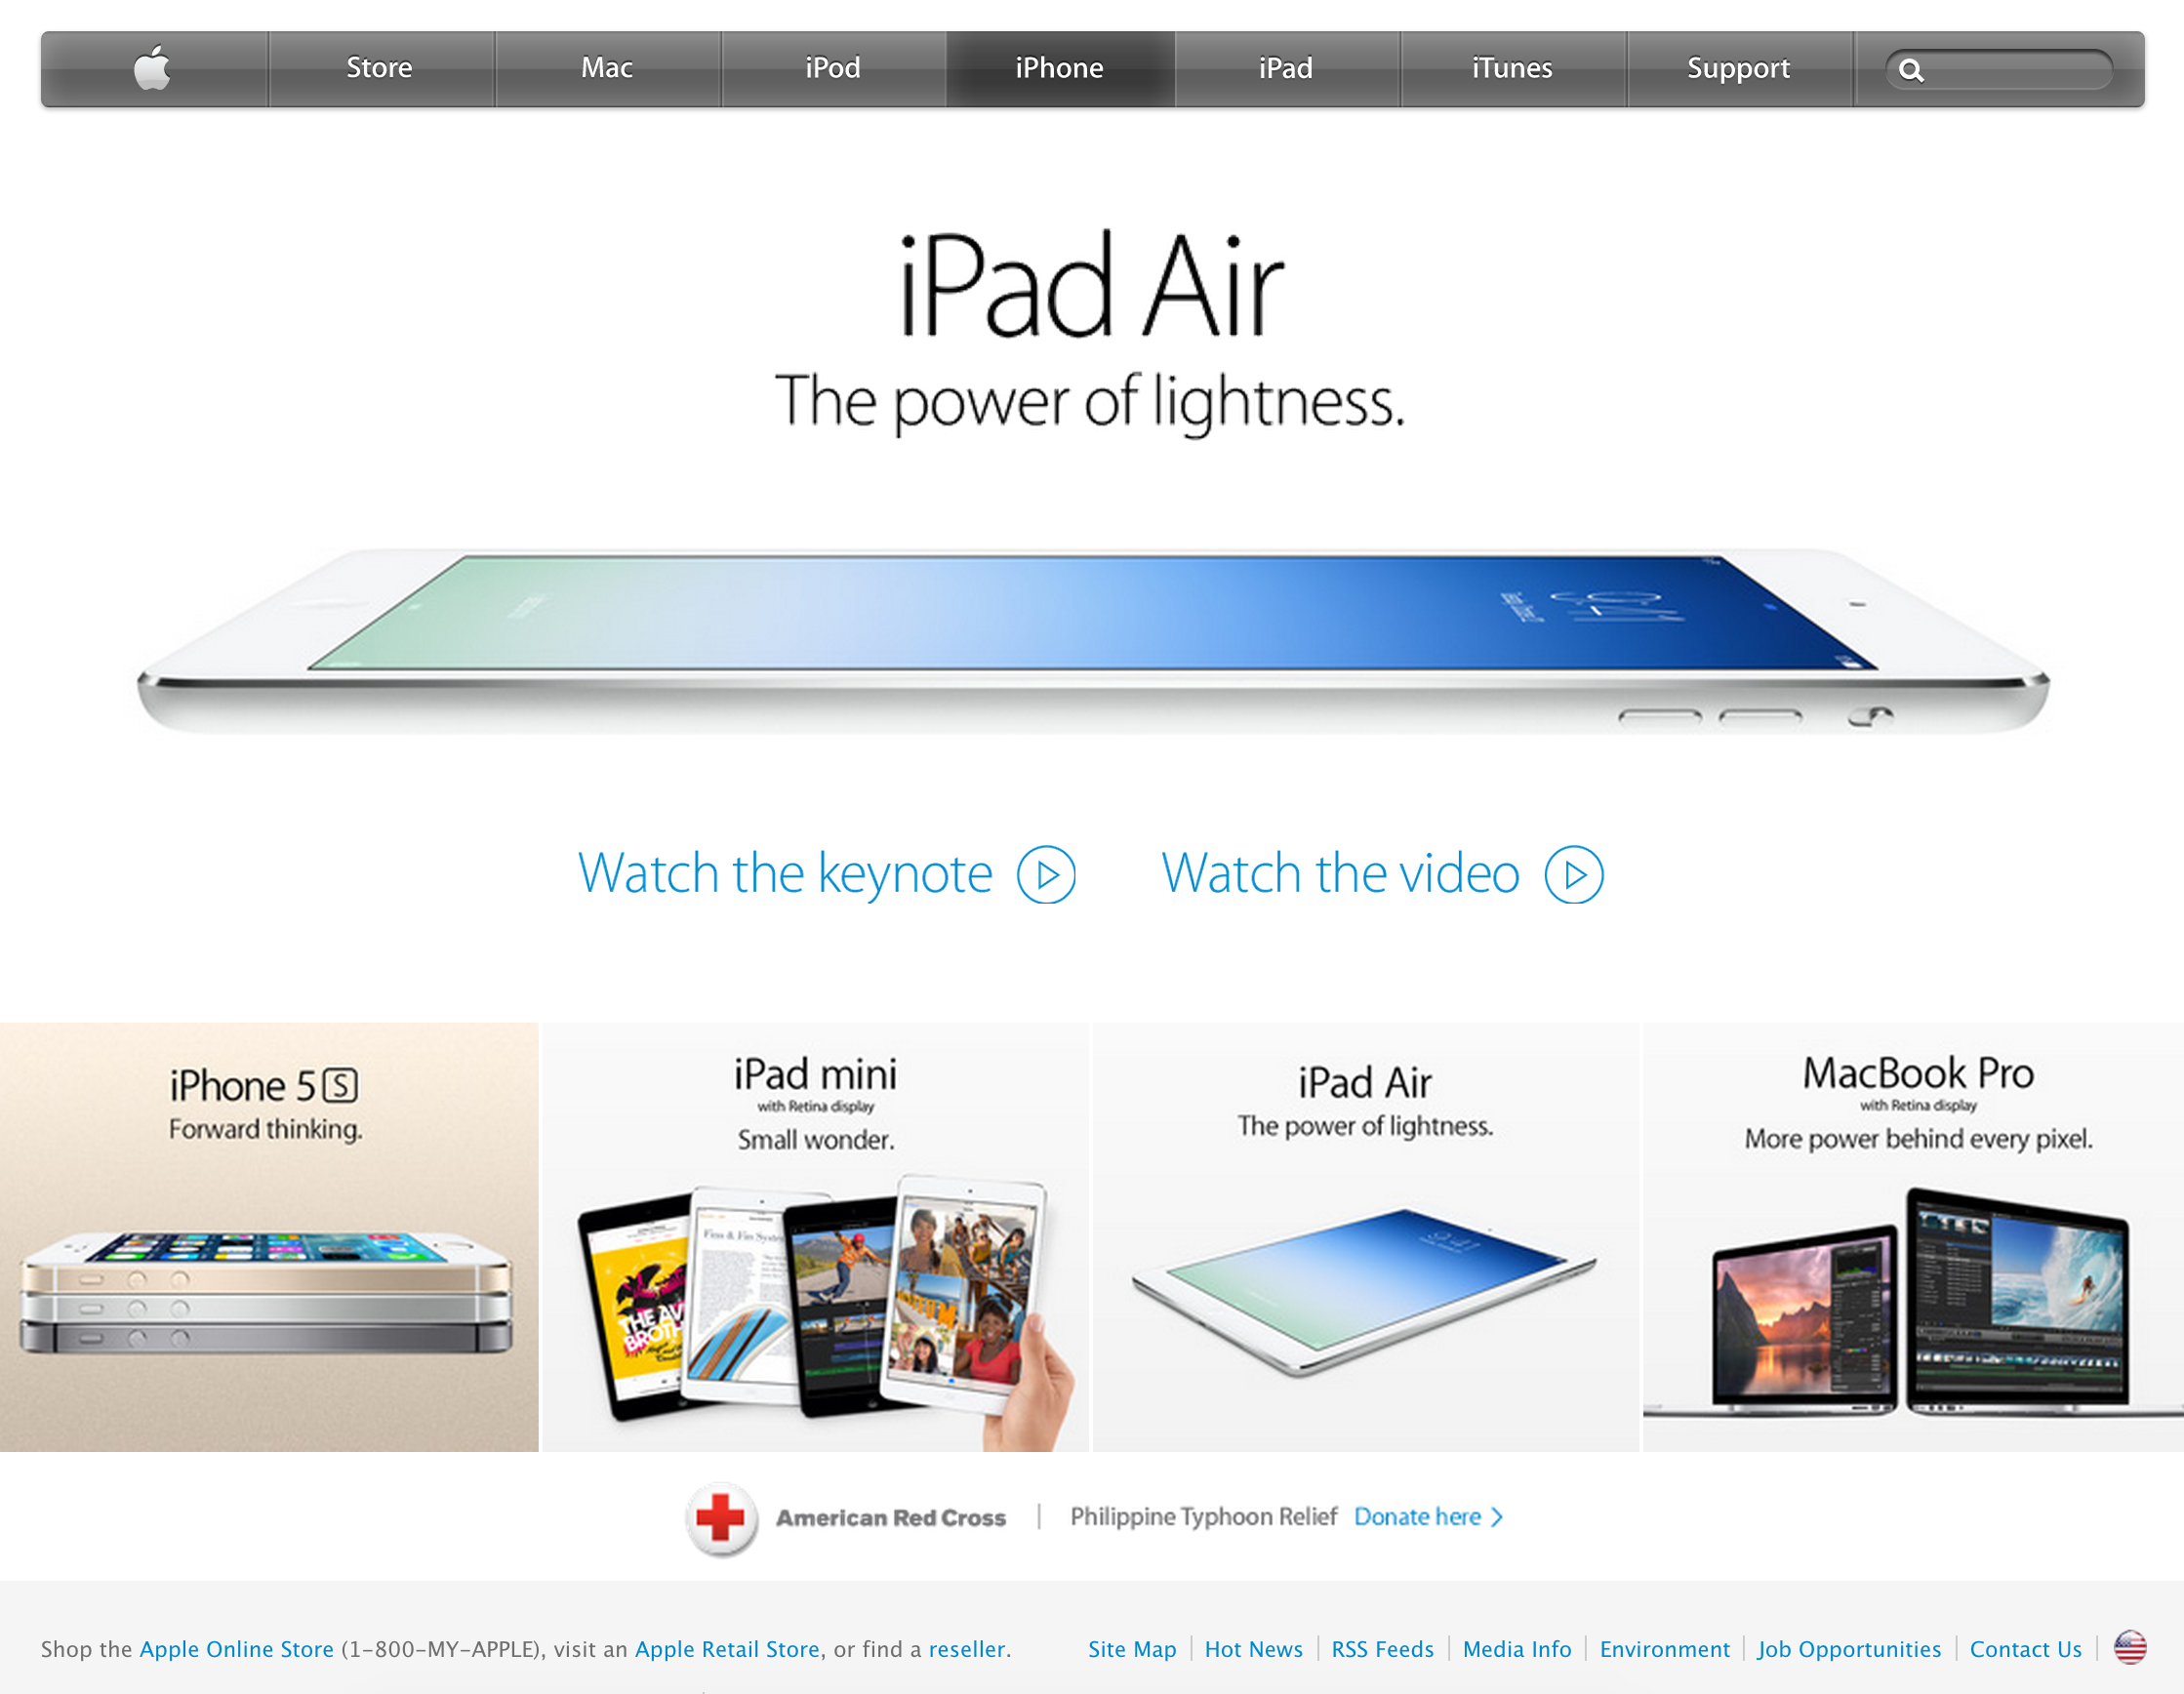 Store Mac iPod iPhone iPad iTunes Support
iPad Air
The power of lightness.
Watch the keynote Watch the video
iPhone 5S
Forward thinking.
iPad mini
with Retina display
Small wonder.
iPad Air
The power of lightness.
MacBook Pro
with Retina display
More power behind every pixel.
American Red Cross | Philippine Typhoon Relief Donate here >
Shop the Apple Online Store (1-800-MY-APPLE), visit an Apple Retail Store, or find a reseller. Site Map | Hot News | RSS Feeds | Media Info | Environment | Job Opportunities | Contact Us |